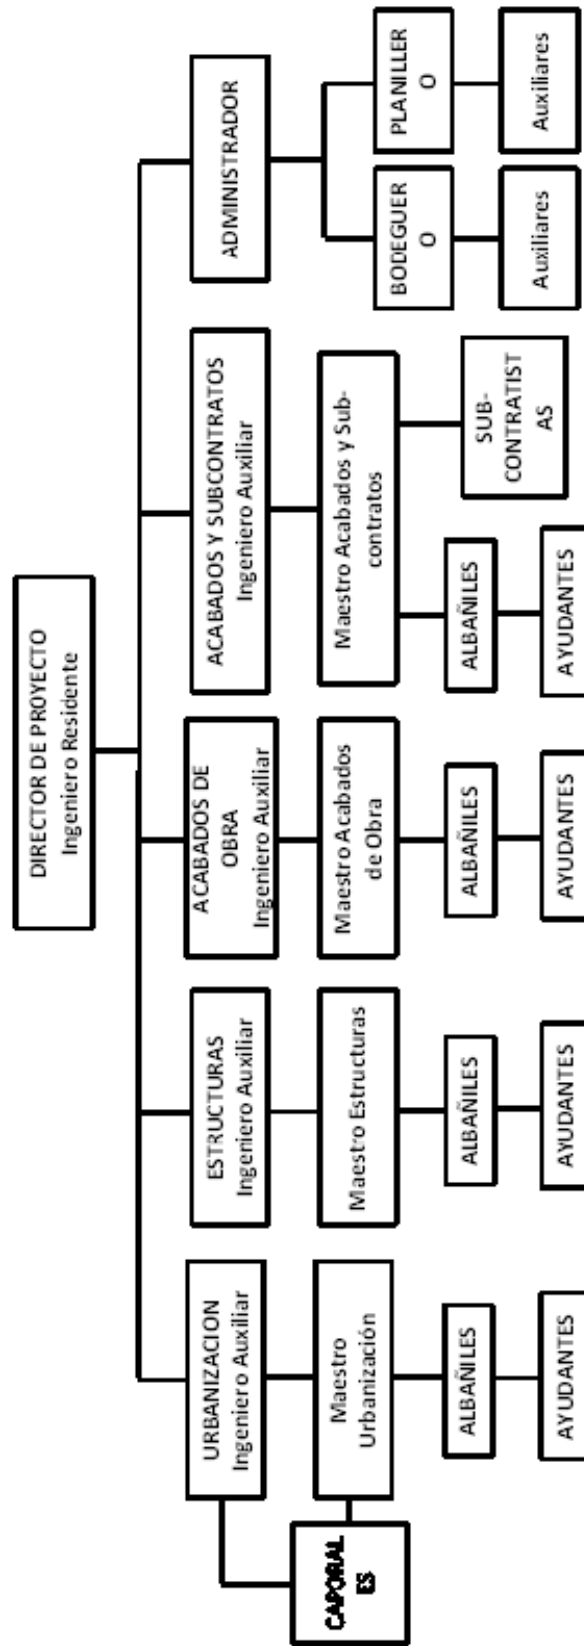 DIRECTOR DE PROYECTO
Ingeniero Residente
URBANIZACION
Ingeniero Auxiliar
ESTRUCTURAS
Ingeniero Auxiliar
ACABADOS DE
OBRA
Ingeniero Auxiliar
ACABADOS Y SUBCONTRATOS
Ingeniero Auxiliar
ADMINISTRADOR
CAPORAL
ES
Maestro
Urbanización
Maestro Estructuras
Maestro Acabados
de Obra
Maestro Acabados y Sub-
contratos
BODEGUER
O
PLANILLER
O
ALBAÑILES
ALBAÑILES
ALBAÑILES
ALBAÑILES
SUB-
CONTRATIST
AS
Auxiliares
Auxiliares
AYUDANTES
AYUDANTES
AYUDANTES
AYUDANTES